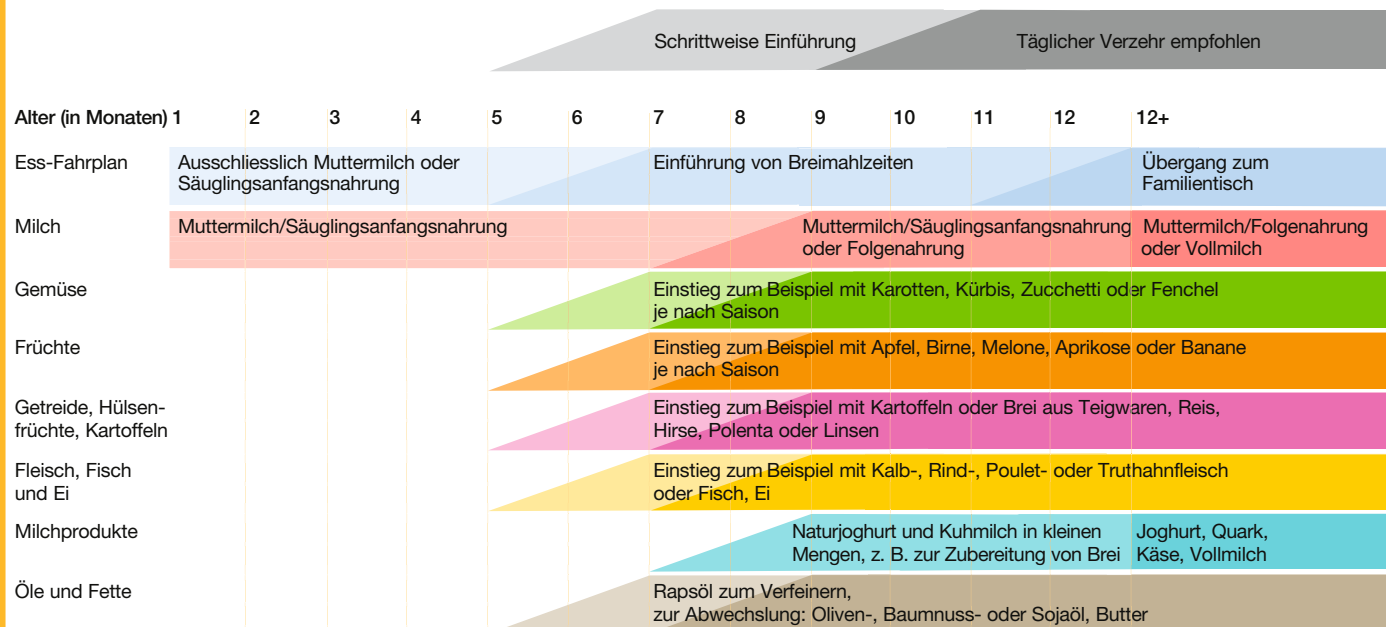 Schrittweise Einführung
Täglicher Verzehr empfohlen
Alter (in Monaten) 1 2 3 4 5 6 7 8 9 10 11 12 12+
Ess-Fahrplan
Ausschliesslich Muttermilch oder
Säuglingsanfangsnahrung
Einführung von Breimahlzeiten
Übergang zum
Familientisch
Milch
Muttermilch/Säuglingsanfangsnahrung
Muttermilch/Säuglingsanfangsnahrung
oder Folgenahrung
Muttermilch/Folgenahrung
oder Vollmilch
Gemüse
Einstieg zum Beispiel mit Karotten, Kürbis, Zucchetti oder Fenchel
je nach Saison
Früchte
Einstieg zum Beispiel mit Apfel, Birne, Melone, Aprikose oder Banane
je nach Saison
Getreide, Hülsen-
früchte, Kartoffeln
Einstieg zum Beispiel mit Kartoffeln oder Brei aus Teigwaren, Reis,
Hirse, Polenta oder Linsen
Fleisch, Fisch
und Ei
Einstieg zum Beispiel mit Kalb-, Rind-, Poulet- oder Truthahnfleisch
oder Fisch, Ei
Milchprodukte
Naturjoghurt und Kuhmilch in kleinen
Mengen, z. B. zur Zubereitung von Brei
Joghurt, Quark,
Käse, Vollmilch
Öle und Fette
Rapsöl zum Verfeinern,
zur Abwechslung: Oliven-, Baumnuss- oder Sojaöl, Butter